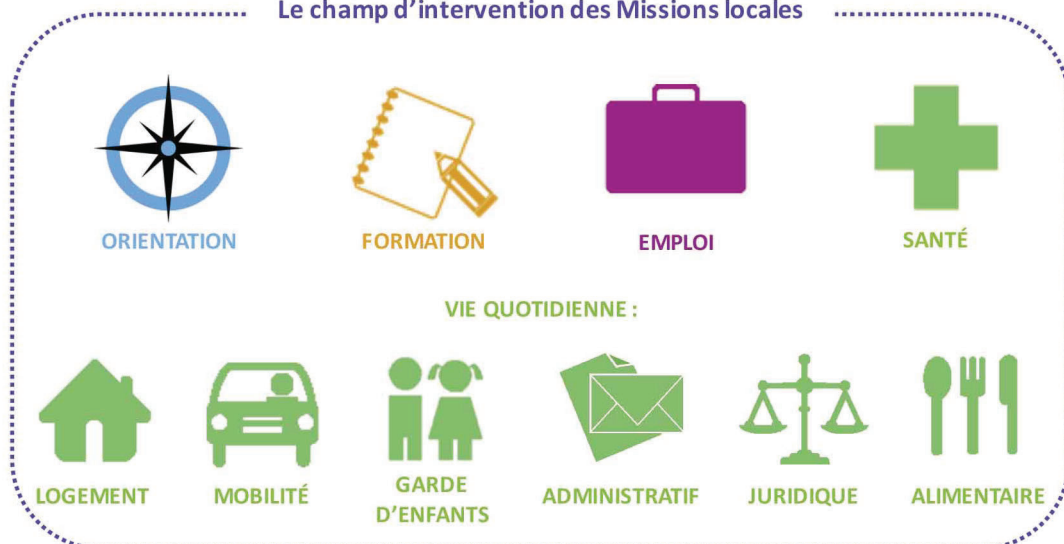 Le champ d’intervention des Missions locales
ORIENTATION
FORMATION
EMPLOI
SANTÉ
VIE QUOTIDIENNE :
LOGEMENT
MOBILITÉ
GARDE
D’ENFANTS
ADMINISTRATIF
JURIDIQUE
ALIMENTAIRE